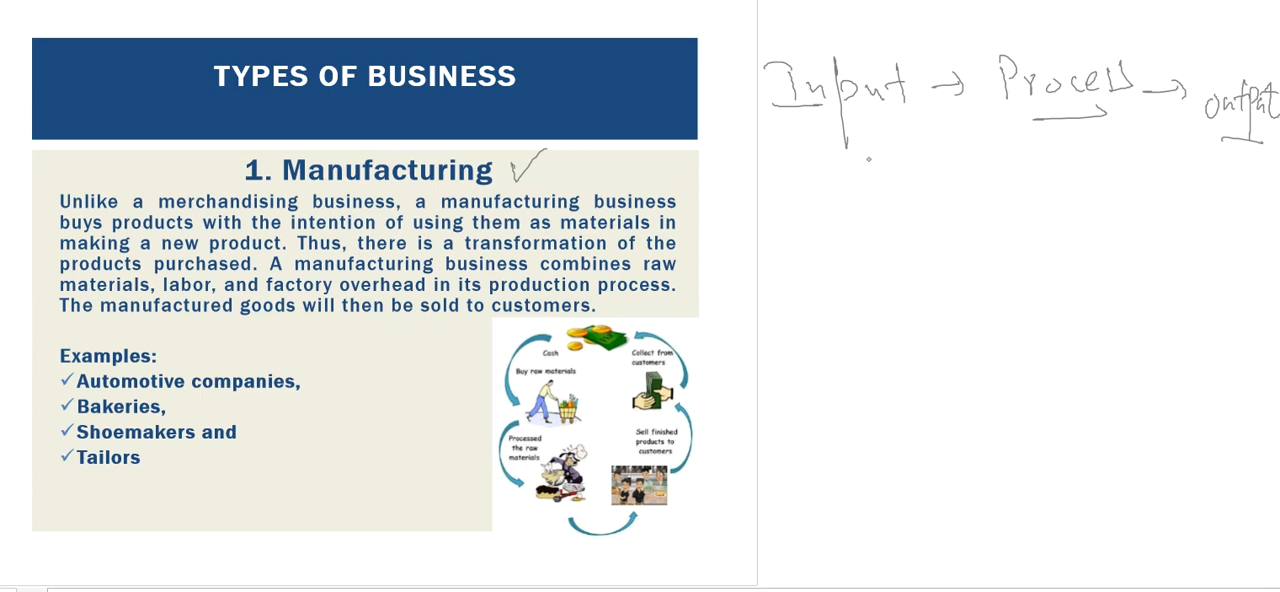 TYPES OF BUSINESS
1. Manufacturing
Unlike a merchandising business, a manufacturing business
buys products with the intention of using them as materials in
making a new product. Thus, there is a transformation of the
products purchased. A manufacturing business combines raw
materials, labor, and factory overhead in its production process.
The manufactured goods will then be sold to customers.
Examples:
Automotive companies,
Bakeries,
Shoemakers and
Tailors
Cash
Buy raw materials
Processed
the raw
materials
Sell finished
products to
customers
Collect from
customers
Input → Process → output